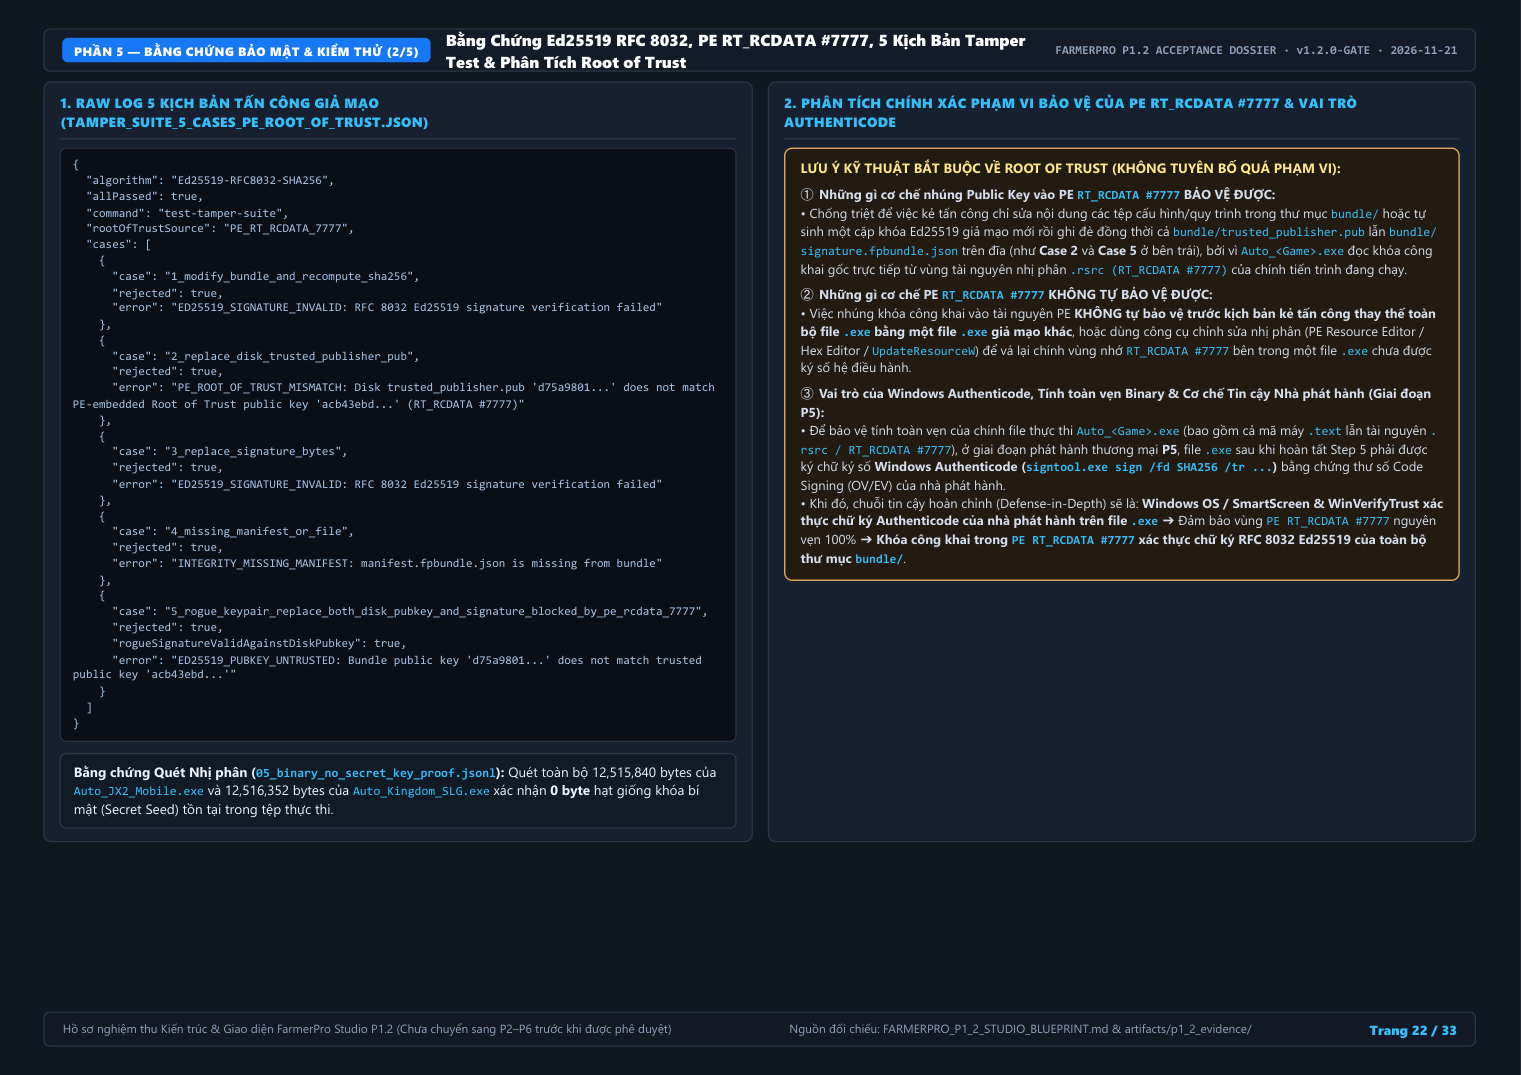 PHẦN 5 — BẰNG CHỨNG BẢO MẬT & KIỂM THỬ (2/5)
Bằng Chứng Ed25519 RFC 8032, PE RT_RCDATA #7777, 5 Kịch Bản Tamper
Test & Phân Tích Root of Trust
FARMERPRO P1.2 ACCEPTANCE DOSSIER · v1.2.0-GATE · 2026-11-21
1. RAW LOG 5 KỊCH BẢN TẤN CÔNG GIẢ MẠO
(TAMPER_SUITE_5_CASES_PE_ROOT_OF_TRUST.JSON)
{
"algorithm": "Ed25519-RFC8032-SHA256",
"allPassed": true,
"command": "test-tamper-suite",
"rootOfTrustSource": "PE_RT_RCDATA_7777",
"cases": [
{
"case": "1_modify_bundle_and_recompute_sha256",
"rejected": true,
"error": "ED25519_SIGNATURE_INVALID: RFC 8032 Ed25519 signature verification failed"
},
{
"case": "2_replace_disk_trusted_publisher_pub",
"rejected": true,
"error": "PE_ROOT_OF_TRUST_MISMATCH: Disk trusted_publisher.pub 'd75a9801...' does not match
PE-embedded Root of Trust public key 'acb43ebd...' (RT_RCDATA #7777)"
},
{
"case": "3_replace_signature_bytes",
"rejected": true,
"error": "ED25519_SIGNATURE_INVALID: RFC 8032 Ed25519 signature verification failed"
},
{
"case": "4_missing_manifest_or_file",
"rejected": true,
"error": "INTEGRITY_MISSING_MANIFEST: manifest.fpbundle.json is missing from bundle"
},
{
"case": "5_rogue_keypair_replace_both_disk_pubkey_and_signature_blocked_by_pe_rcdata_7777",
"rejected": true,
"rogueSignatureValidAgainstDiskPubkey": true,
"error": "ED25519_PUBKEY_UNTRUSTED: Bundle public key 'd75a9801...' does not match trusted
public key 'acb43ebd...'"
}
]
}
Bằng chứng Quét Nhị phân (05_binary_no_secret_key_proof.jsonl): Quét toàn bộ 12,515,840 bytes của
Auto_JX2_Mobile.exe và 12,516,352 bytes của Auto_Kingdom_SLG.exe xác nhận 0 byte hạt giống khóa bí
mật (Secret Seed) tồn tại trong tệp thực thi.
2. PHÂN TÍCH CHÍNH XÁC PHẠM VI BẢO VỆ CỦA PE RT_RCDATA #7777 & VAI TRÒ
AUTHENTICODE
LƯU Ý KỸ THUẬT BẮT BUỘC VỀ ROOT OF TRUST (KHÔNG TUYÊN BỐ QUÁ PHẠM VI):
① Những gì cơ chế nhúng Public Key vào PE RT_RCDATA #7777 BẢO VỆ ĐƯỢC:
• Chống triệt để việc kẻ tấn công chỉ sửa nội dung các tệp cấu hình/quy trình trong thư mục bundle/ hoặc tự
sinh một cặp khóa Ed25519 giả mạo mới rồi ghi đè đồng thời cả bundle/trusted_publisher.pub lẫn bundle/
signature.fpbundle.json trên đĩa (như Case 2 và Case 5 ở bên trái), bởi vì Auto_<Game>.exe đọc khóa công
khai gốc trực tiếp từ vùng tài nguyên nhị phân .rsrc (RT_RCDATA #7777) của chính tiến trình đang chạy.
② Những gì cơ chế PE RT_RCDATA #7777 KHÔNG TỰ BẢO VỆ ĐƯỢC:
• Việc nhúng khóa công khai vào tài nguyên PE KHÔNG tự bảo vệ trước kịch bản kẻ tấn công thay thế toàn
bộ file .exe bằng một file .exe giả mạo khác, hoặc dùng công cụ chỉnh sửa nhị phân (PE Resource Editor /
Hex Editor / UpdateResourceW) để vá lại chính vùng nhớ RT_RCDATA #7777 bên trong một file .exe chưa được
ký số hệ điều hành.
③ Vai trò của Windows Authenticode, Tính toàn vẹn Binary & Cơ chế Tin cậy Nhà phát hành (Giai đoạn
P5):
• Để bảo vệ tính toàn vẹn của chính file thực thi Auto_<Game>.exe (bao gồm cả mã máy .text lẫn tài nguyên .
rsrc / RT_RCDATA #7777), ở giai đoạn phát hành thương mại P5, file .exe sau khi hoàn tất Step 5 phải được
ký chữ ký số Windows Authenticode (signtool.exe sign /fd SHA256 /tr ...) bằng chứng thư số Code
Signing (OV/EV) của nhà phát hành.
• Khi đó, chuỗi tin cậy hoàn chỉnh (Defense-in-Depth) sẽ là: Windows OS / SmartScreen & WinVerifyTrust xác
thực chữ ký Authenticode của nhà phát hành trên file .exe ➔ Đảm bảo vùng PE RT_RCDATA #7777 nguyên
vẹn 100% ➔ Khóa công khai trong PE RT_RCDATA #7777 xác thực chữ ký RFC 8032 Ed25519 của toàn bộ
thư mục bundle/.
Hồ sơ nghiệm thu Kiến trúc & Giao diện FarmerPro Studio P1.2 (Chưa chuyển sang P2–P6 trước khi được phê duyệt)
Nguồn đối chiếu: FARMERPRO_P1_2_STUDIO_BLUEPRINT.md & artifacts/p1_2_evidence/
Trang 22 / 33